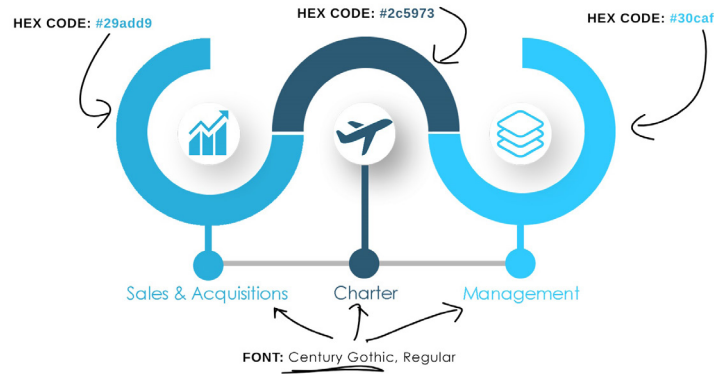 HEX CODE: #29add9
HEX CODE: #2c5973
HEX CODE: #30caf
Sales & Acquisitions
Charter
Management
FONT: Century Gothic, Regular